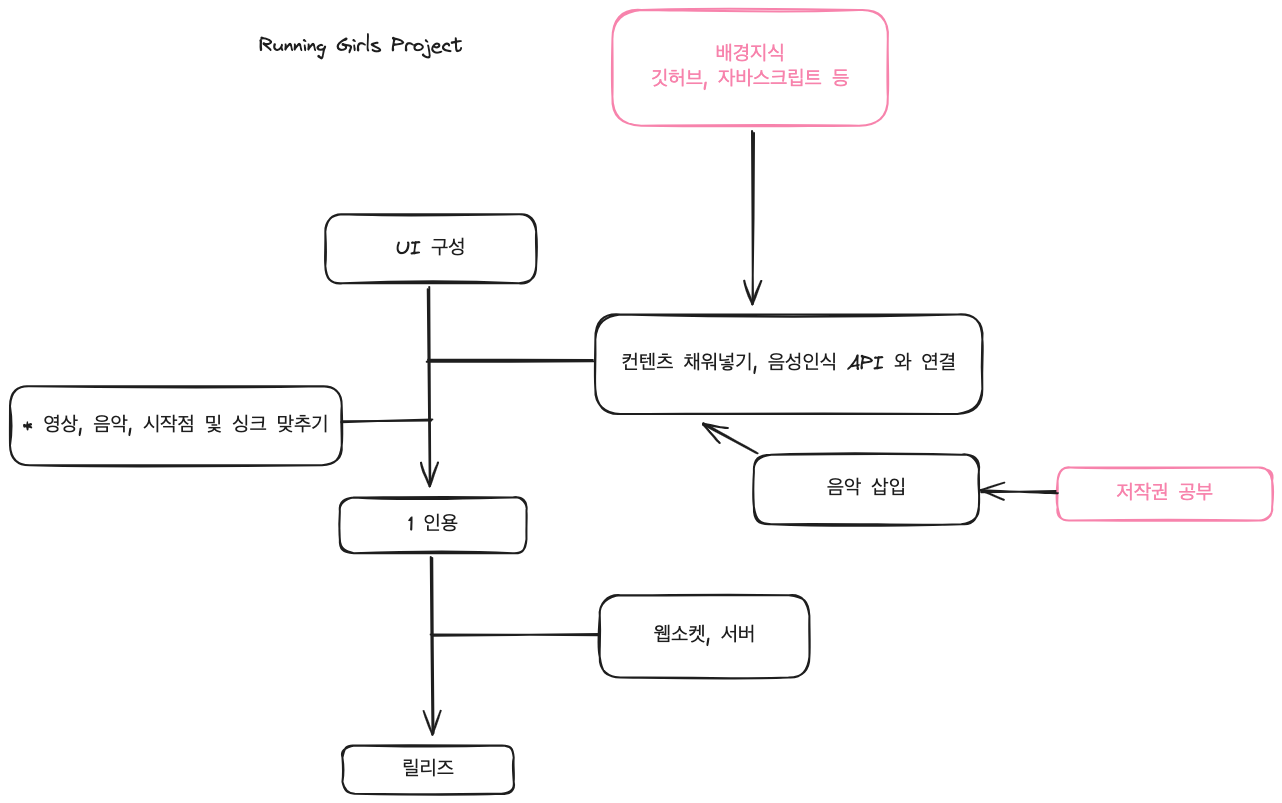 Running Girls Project
배경지식
깃허브, 자바스크립트 등
UI 구성
컨텐츠 채워넣기, 음성인식 API 와 연결
* 영상, 음악, 시작점 및 싱크 맞추기
음악 삽입
저작권 공부
1 인용
웹소켓, 서버
릴리즈